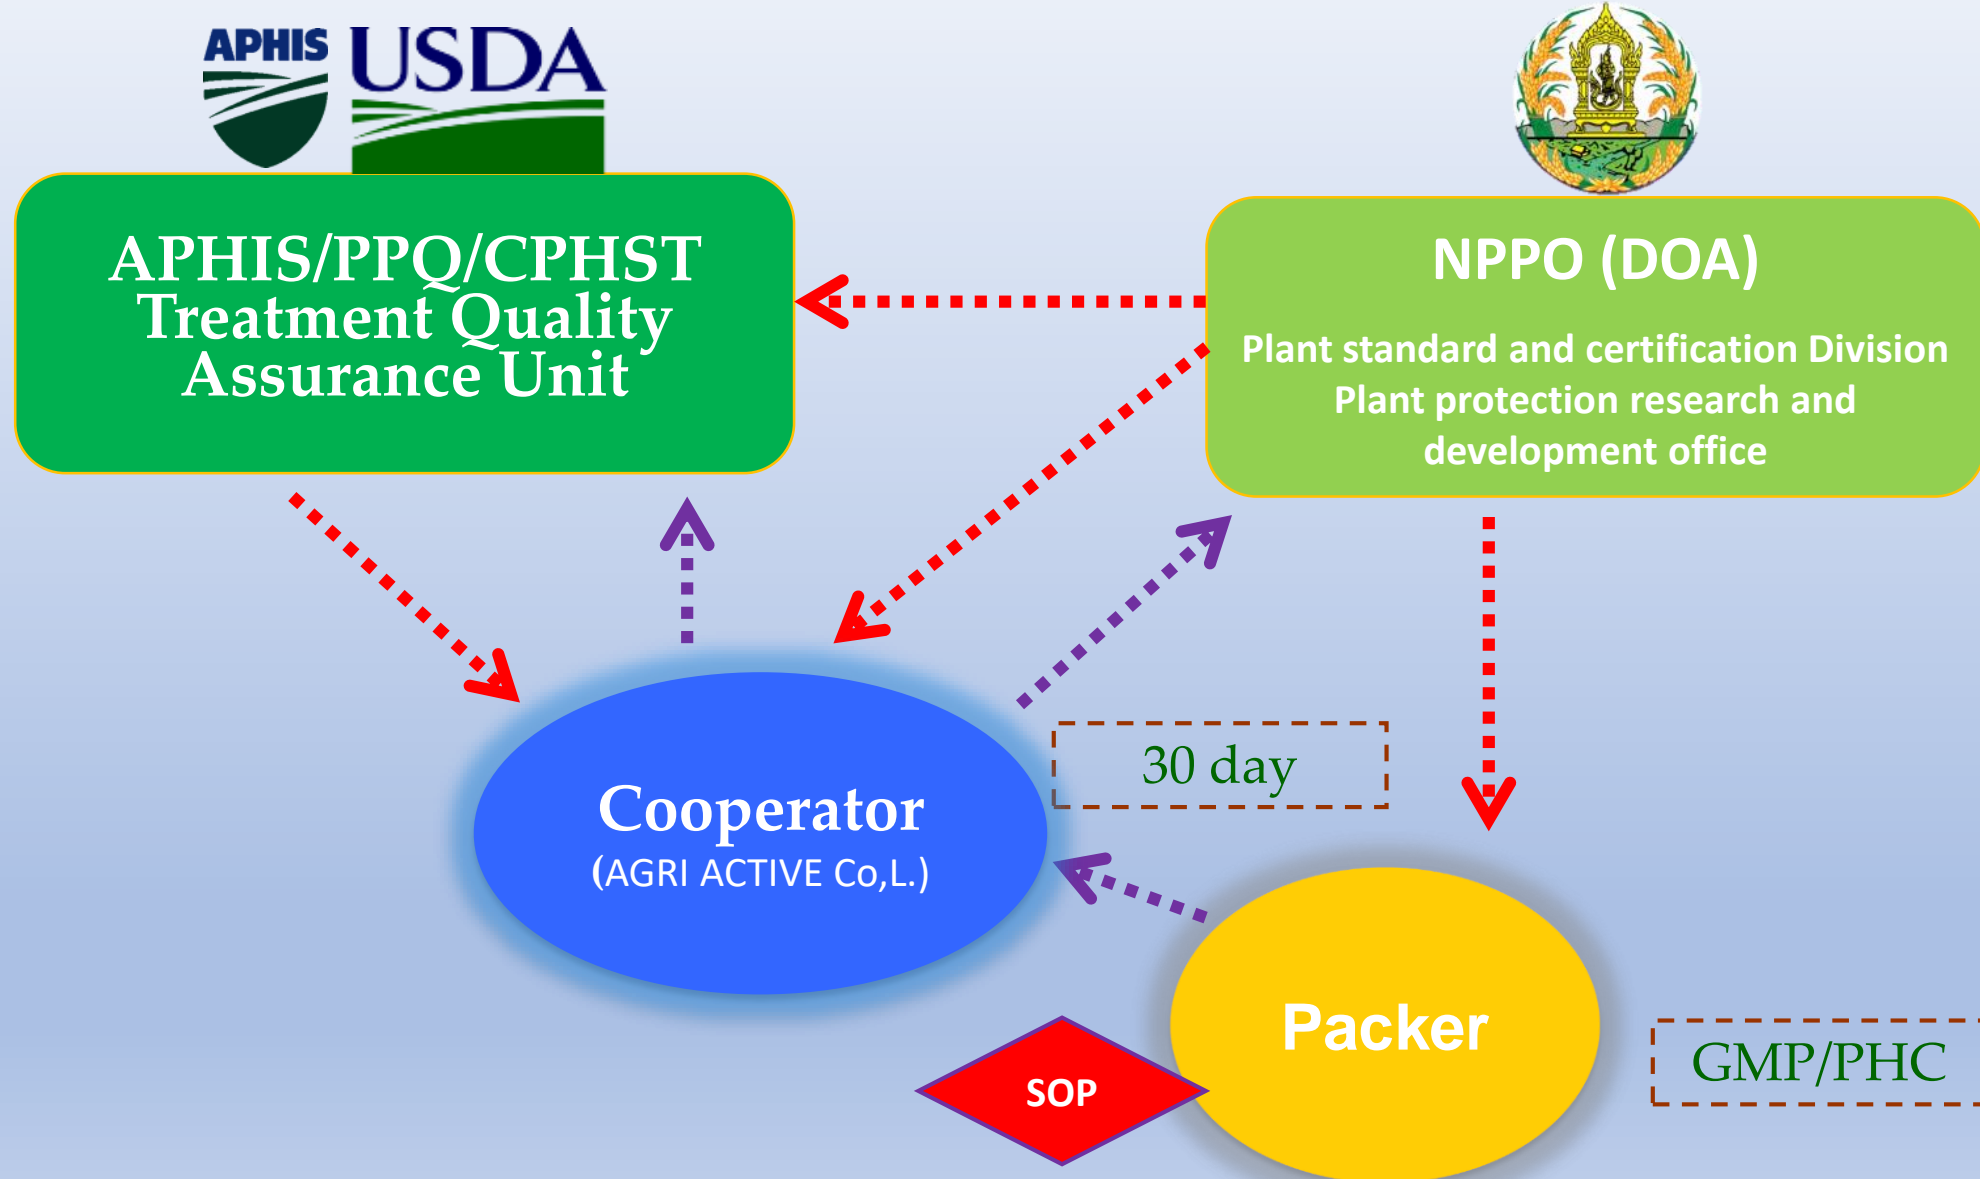 APHIS
USDA
APHIS/PPQ/CPHST
Treatment Quality
Assurance Unit
NPPO (DOA)
Plant standard and certification Division
Plant protection research and
development office
30 day
Cooperator
(AGRI ACTIVE Co,L.)
Packer
SOP
GMP/PHC